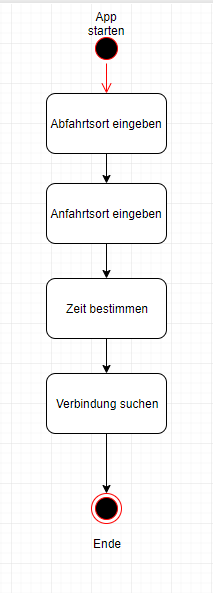 App
starten
Abfahrtsort eingeben
Anfahrtsort eingeben
Zeit bestimmen
Verbindung suchen
Ende